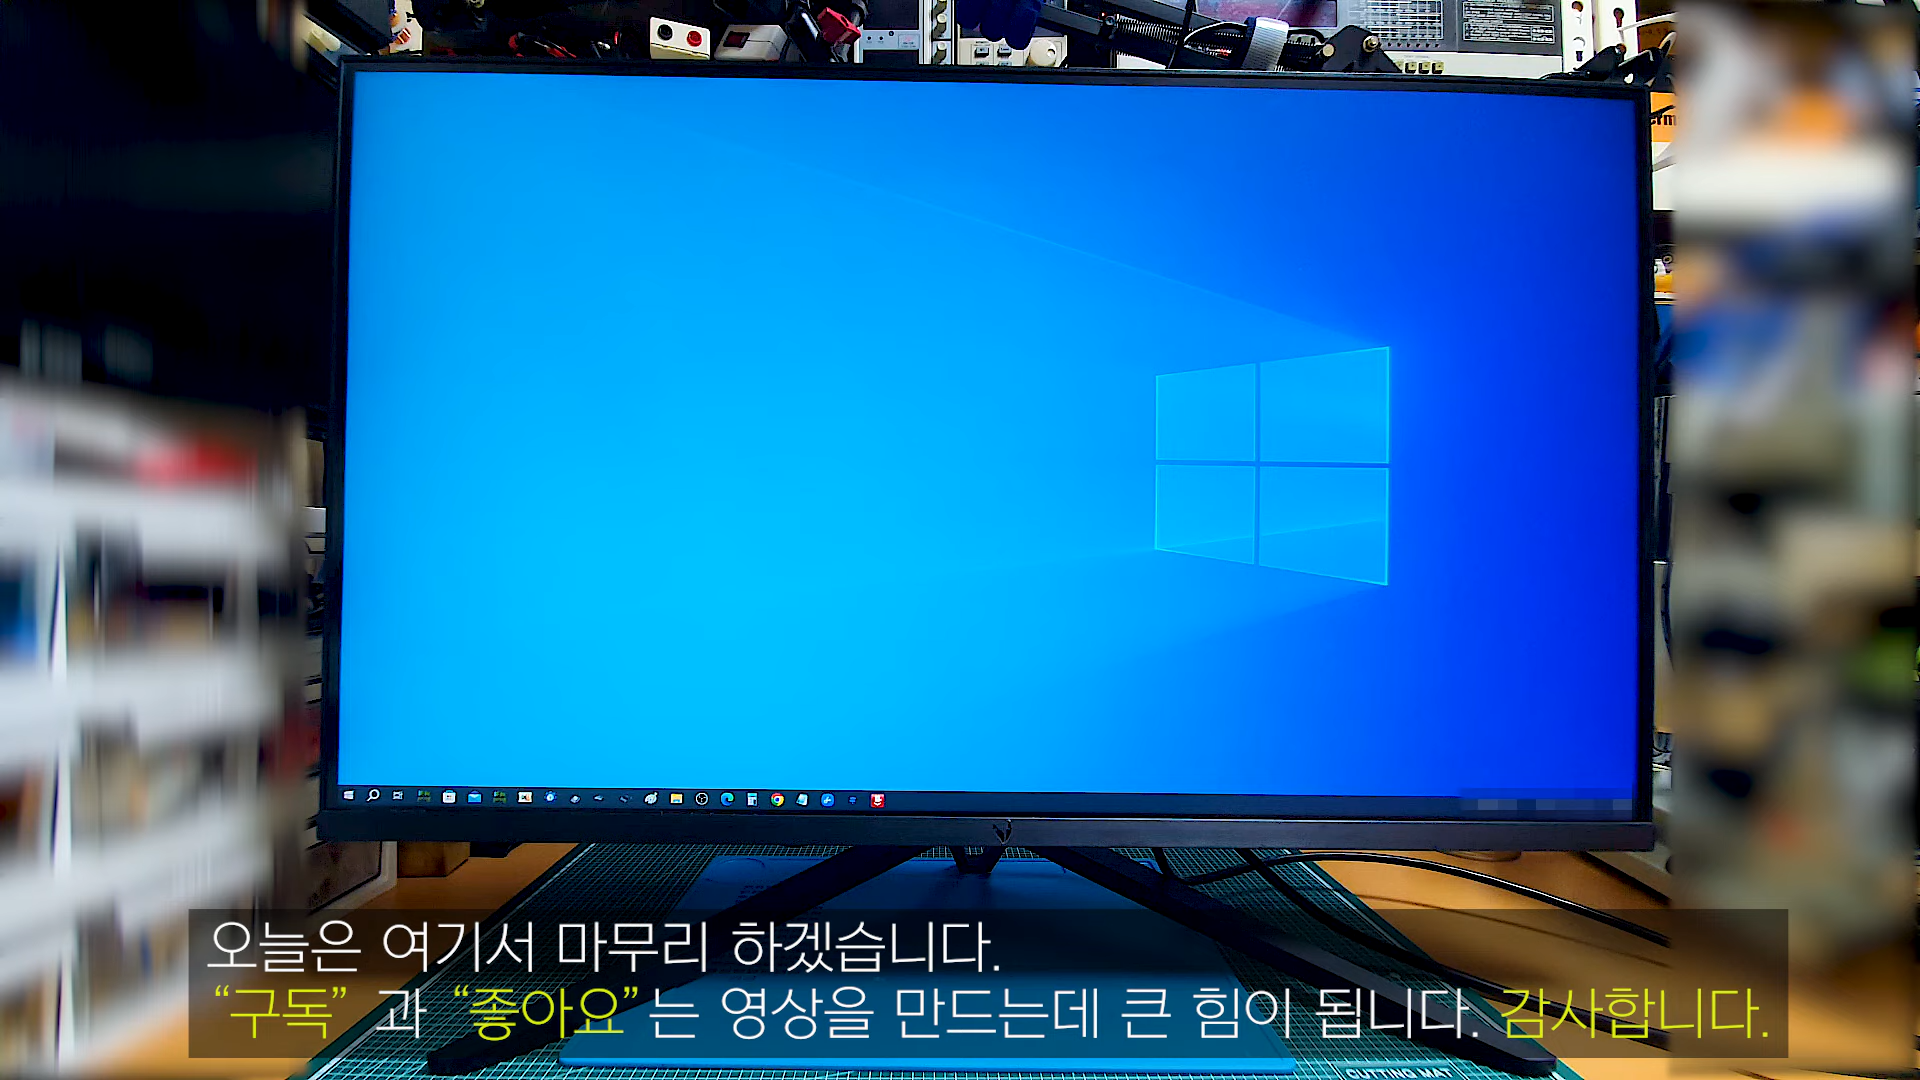 오늘은 여기서 마무리 하겠습니다.
“구독” 과 “좋아요”는 영상을 만드는데 큰 힘이 됩니다. 감사합니다.
CUTTING MAT